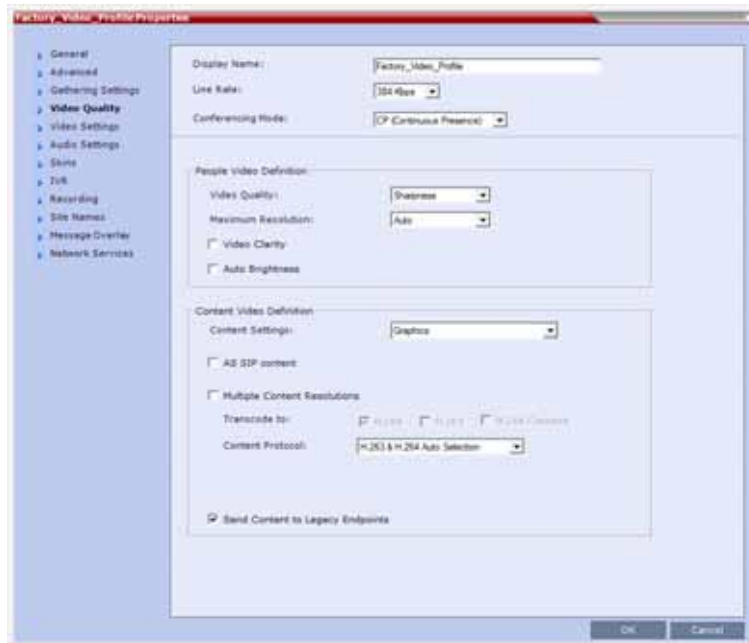 Factory_Video_Profile Properties
General
Advanced
Gathering Settings
Video Quality
Video Settings
Audio Settings
Skins
IVR
Recording
Site Names
Message Overlay
Network Services
Display Name: Factory_Video_Profile
Line Rate: 384 Kbps
Conferencing Mode: CP (Continuous Presence)
People Video Definition
Video Quality: Sharpness
Maximum Resolution: Auto
Video Clarity
Auto Brightness
Content Video Definition
Content Settings: Graphics
AS SIP content
Multiple Content Resolutions
Transcode to: H.264 H.263
Content Protocol: H.263 & H.264 Auto Selection
Send Content to Legacy Endpoints
OK Cancel